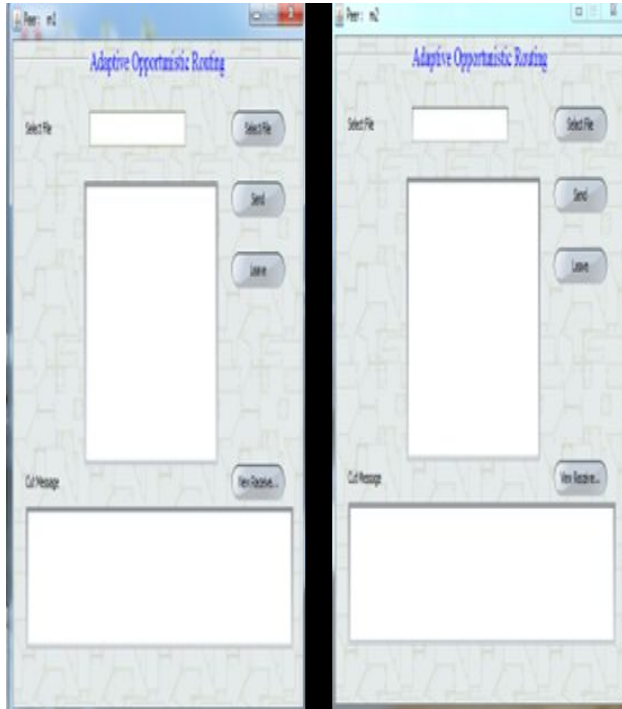 Peer: m1
Adaptive Opportunistic Routing
Select File
Select File
Send
Leave
Cut Message
View Receive...
Peer: m2
Adaptive Opportunistic Routing
Select File
Select File
Send
Leave
Cut Message
View Receive...